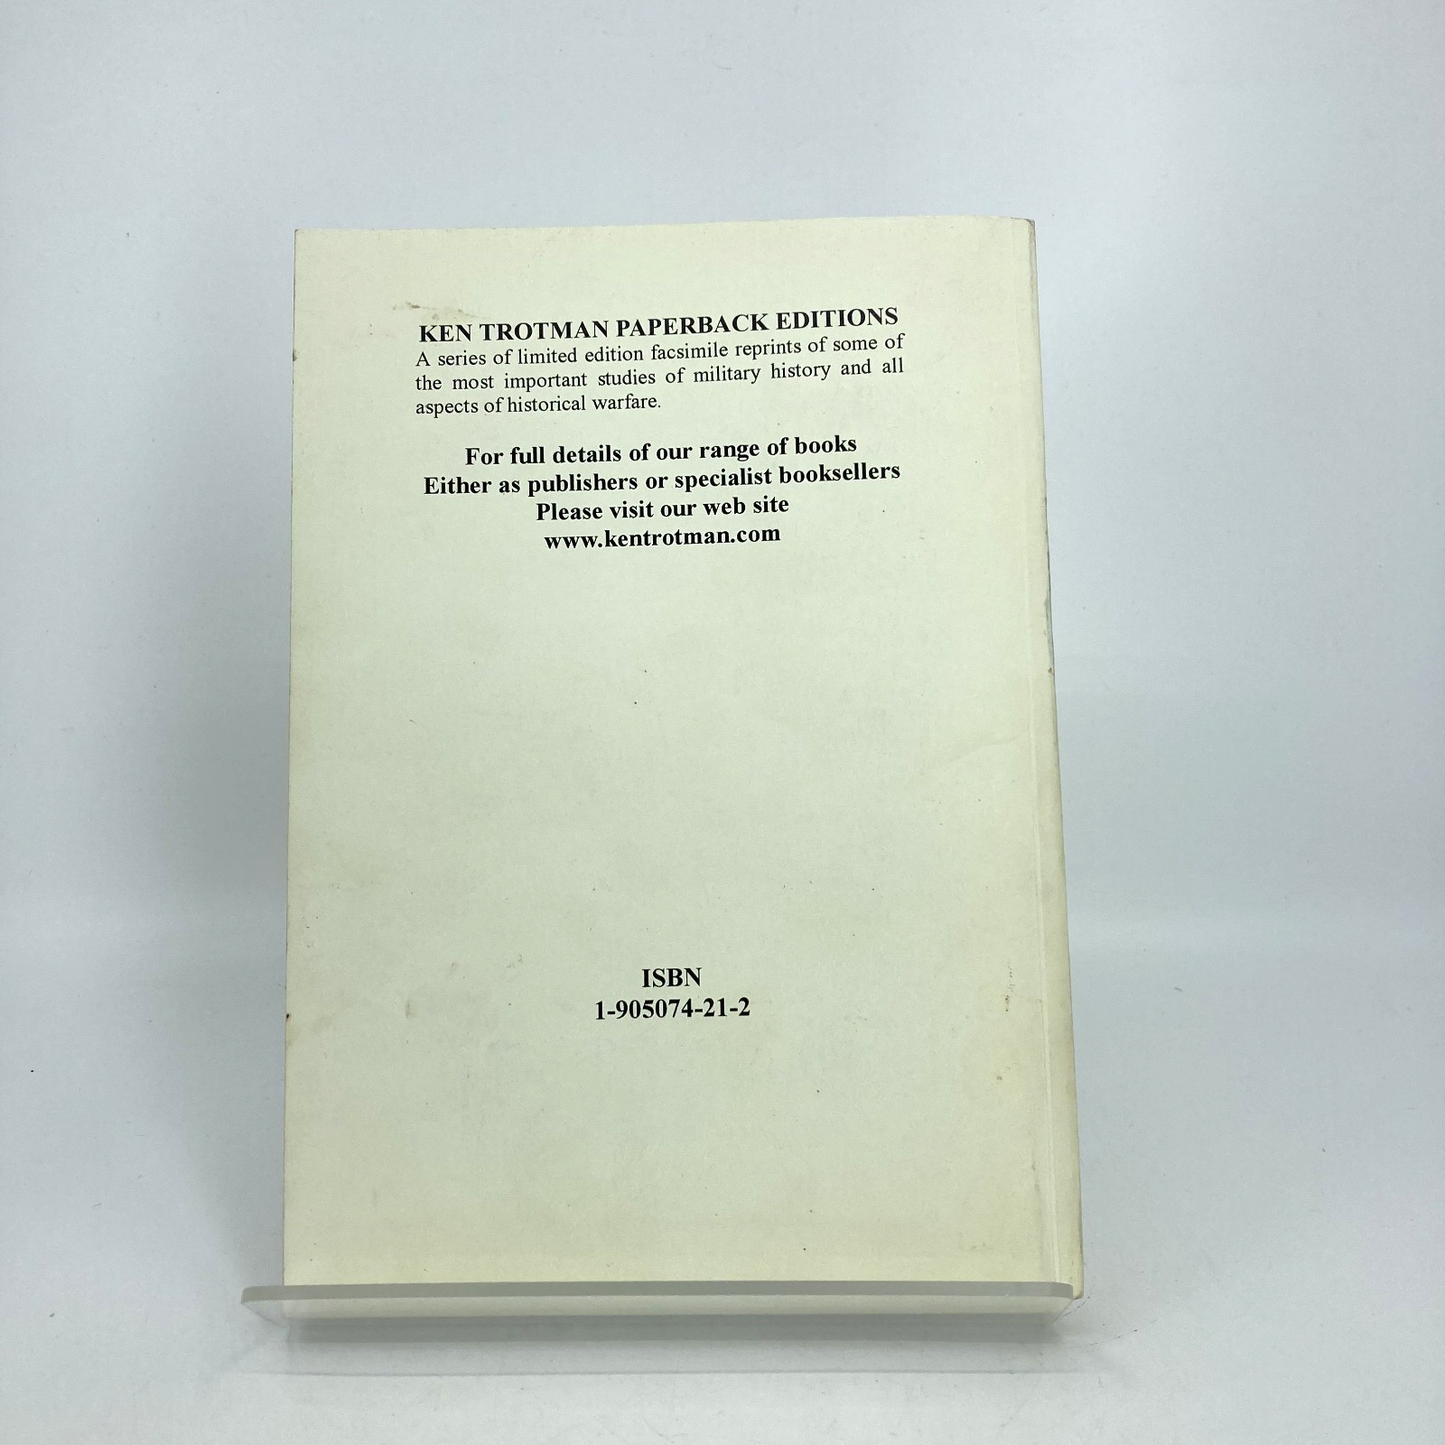 KEN TROTMAN PAPERBACK EDITIONS
A series of limited edition facsimile reprints of some of
the most important studies of military history and all
aspects of historical warfare.
For full details of our range of books
Either as publishers or specialist booksellers
Please visit our web site
www.kentrotman.com
ISBN
1-905074-21-2